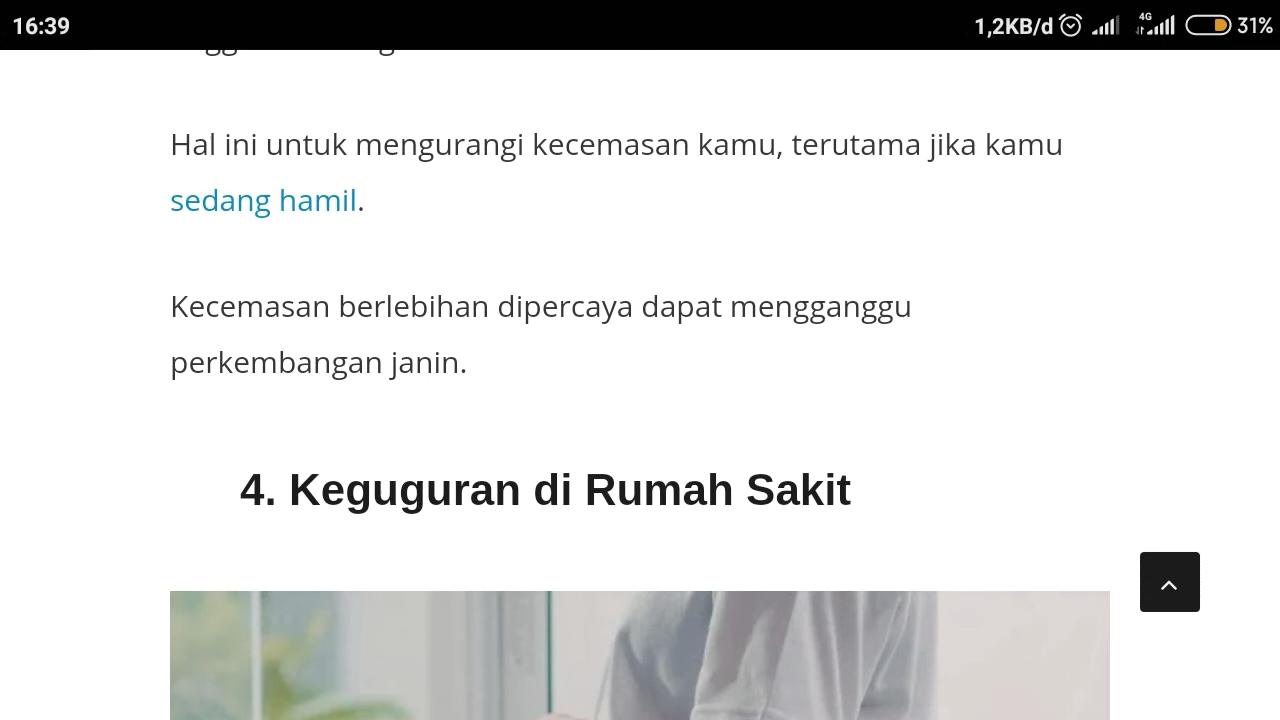 16:39 1,2KB/d 4G 31%
Hal ini untuk mengurangi kecemasan kamu, terutama jika kamu
sedang hamil.
Kecemasan berlebihan dipercaya dapat mengganggu
perkembangan janin.
4. Keguguran di Rumah Sakit